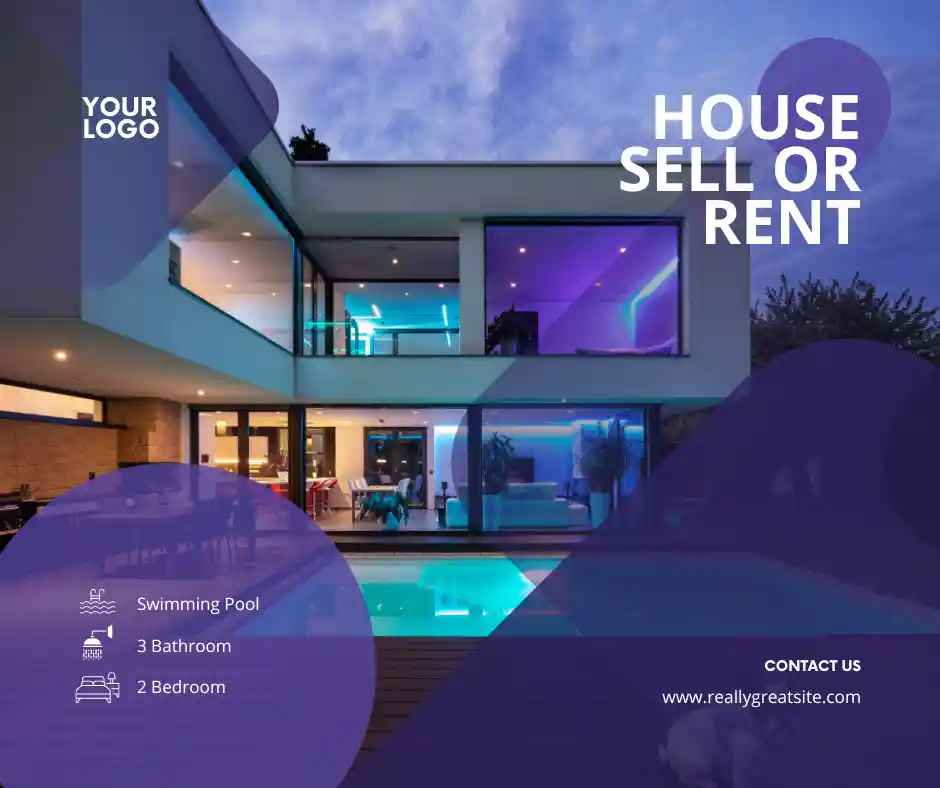 YOUR
LOGO
HOUSE
SELL OR
RENT
Swimming Pool
3 Bathroom
2 Bedroom
CONTACT US
www.reallygreatsite.com